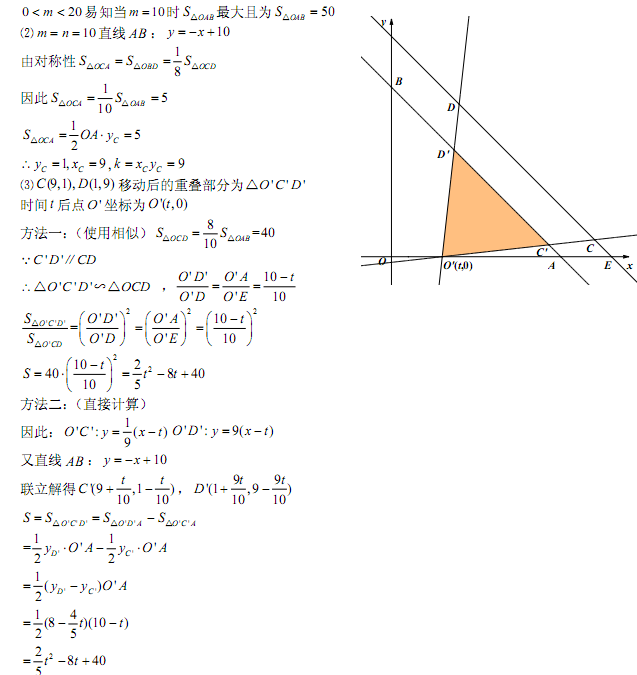 0 < m < 20 易知当 m = 10 时 S△OAB 最大且为 S△OAB = 50
⑵ m = n = 10 直线 AB： y = −x + 10
由对称性 S△OCA = S△OBD = 1/8 S△OCD
因此 S△OCA = 1/10 S△OAB = 5
S△OCA = 1/2 OA · yC = 5
∴ yC = 1, xC = 9 , k = xC yC = 9
⑶ C(9,1), D(1,9) 移动后的重叠部分为 △O'C'D'
时间 t 后点 O' 坐标为 O'(t,0)
方法一：（使用相似） S△OCD = 8/10 S△OAB = 40
∵ C'D' // CD
∴ △O'C'D' ∽ △OCD ， O'D'/O'D = O'A/O'E = (10 − t)/10
S△O'C'D'/S△O'CD = (O'D'/O'D)² = (O'A/O'E)² = ((10 − t)/10)²
S = 40 · ((10 − t)/10)² = 2/5 t² − 8t + 40
方法二：（直接计算）
因此： O'C' : y = 1/9 (x − t) O'D' : y = 9(x − t)
又直线 AB： y = −x + 10
联立解得 C'(9 + t/10, 1 − t/10) ， D'(1 + 9t/10, 9 − 9t/10)
S = S△O'C'D' = S△O'D'A − S△O'C'A
= 1/2 yD' · O'A − 1/2 yC' · O'A
= 1/2 (yD' − yC')O'A
= 1/2 (8 − 4/5 t)(10 − t)
= 2/5 t² − 8t + 40
y
B
D
D'
C
C'
O
O'(t,0)
A
E
x